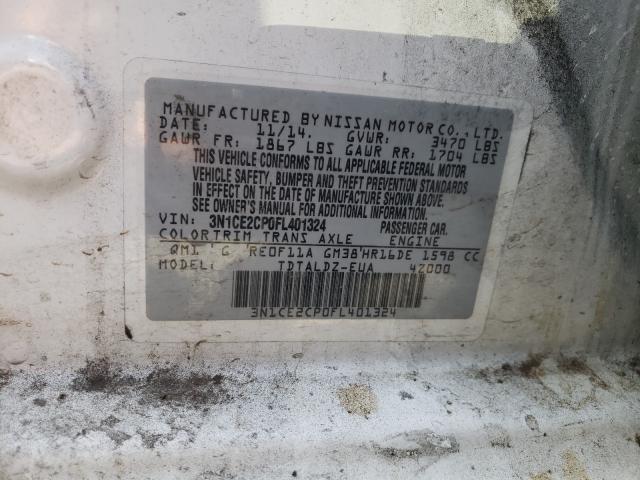 MANUFACTURED BY NISSAN MOTOR CO., LTD.
DATE: 11/14. GVWR: 3470 LBS
GAWR FR: 1867 LBS GAWR RR: 1704 LBS
THIS VEHICLE CONFORMS TO ALL APPLICABLE FEDERAL MOTOR
VEHICLE SAFETY, BUMPER AND THEFT PREVENTION STANDARDS
IN EFFECT ON THE DATE OF MANUFACTURE SHOWN ABOVE.
SEE OWNER'S MANUAL FOR ADDITIONAL INFORMATION.
VIN: 3N1CE2CP0FL401324 PASSENGER CAR.
COLOR TRIM TRANS AXLE ENGINE
QM1 G RE0F11A GM38 HR16DE 1598 CC
TDTALDZ-EUA 42000
3N1CE2CP0FL401324